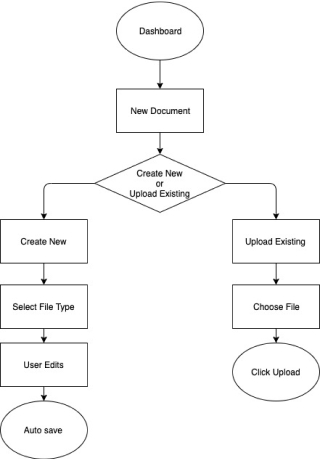 Dashboard
New Document
Create New
or
Upload Existing
Create New
Upload Existing
Select File Type
Choose File
User Edits
Click Upload
Auto save